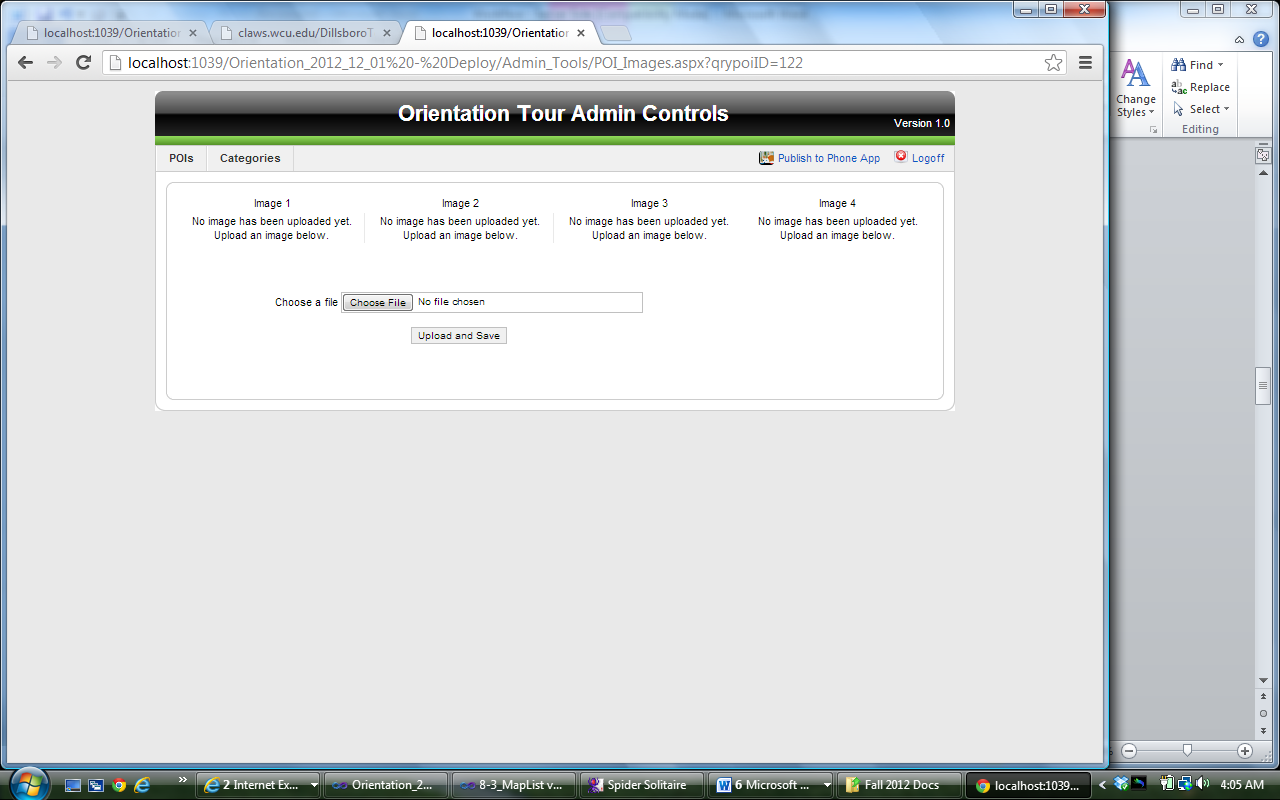 localhost:1039/Orientation
claws.wcu.edu/DillsboroT
localhost:1039/Orientation
localhost:1039/Orientation_2012_12_01%20-%20Deploy/Admin_Tools/POI_Images.aspx?qrypoiID=122
Orientation Tour Admin Controls
Version 1.0
POIs
Categories
Publish to Phone App
Logoff
Image 1
No image has been uploaded yet.
Upload an image below.
Image 2
No image has been uploaded yet.
Upload an image below.
Image 3
No image has been uploaded yet.
Upload an image below.
Image 4
No image has been uploaded yet.
Upload an image below.
Choose a file
Choose File
No file chosen
Upload and Save
Change
Styles
Find
Replace
Select
Editing
2 Internet Ex...
Orientation_2...
8-3_MapList v...
Spider Solitaire
6 Microsoft ...
Fall 2012 Docs
localhost:1039...
4:05 AM